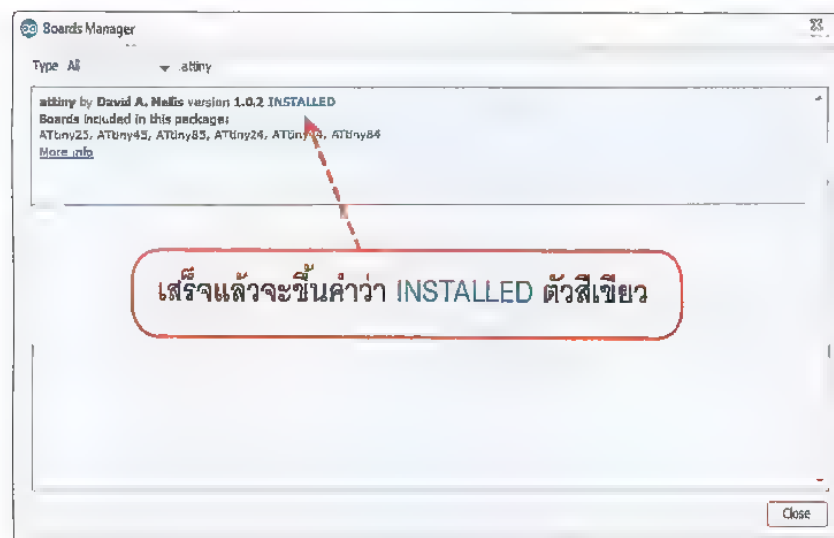 Boards Manager
Type All attiny
attiny by David A. Mellis version 1.0.2 INSTALLED
Boards included in this package:
ATtiny25, ATtiny45, ATtiny85, ATtiny24, ATtiny44, ATtiny84
More info
เสร็จแล้วจะขึ้นคำว่า INSTALLED ตัวสีเขียว
Close